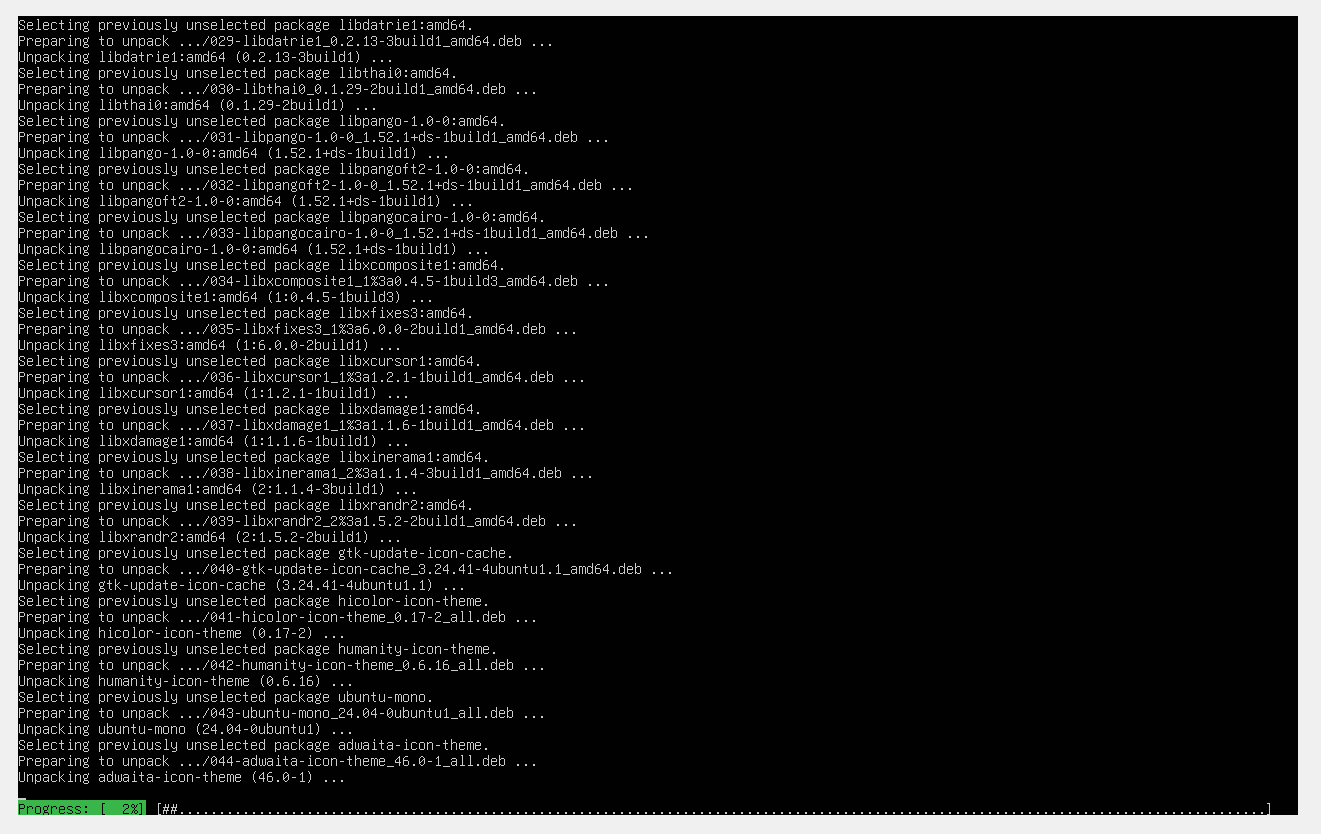 Selecting previously unselected package libdatrie1:amd64.
Preparing to unpack .../029-libdatrie1_0.2.13-3build1_amd64.deb ...
Unpacking libdatrie1:amd64 (0.2.13-3build1) ...
Selecting previously unselected package libthai0:amd64.
Preparing to unpack .../030-libthai0_0.1.29-2build1_amd64.deb ...
Unpacking libthai0:amd64 (0.1.29-2build1) ...
Selecting previously unselected package libpango-1.0-0:amd64.
Preparing to unpack .../031-libpango-1.0-0_1.52.1+ds-1build1_amd64.deb ...
Unpacking libpango-1.0-0:amd64 (1.52.1+ds-1build1) ...
Selecting previously unselected package libpangoft2-1.0-0:amd64.
Preparing to unpack .../032-libpangoft2-1.0-0_1.52.1+ds-1build1_amd64.deb ...
Unpacking libpangoft2-1.0-0:amd64 (1.52.1+ds-1build1) ...
Selecting previously unselected package libpangocairo-1.0-0:amd64.
Preparing to unpack .../033-libpangocairo-1.0-0_1.52.1+ds-1build1_amd64.deb ...
Unpacking libpangocairo-1.0-0:amd64 (1.52.1+ds-1build1) ...
Selecting previously unselected package libxcomposite1:amd64.
Preparing to unpack .../034-libxcomposite1_1%3a0.4.5-1build3_amd64.deb ...
Unpacking libxcomposite1:amd64 (1:0.4.5-1build3) ...
Selecting previously unselected package libxfixes3:amd64.
Preparing to unpack .../035-libxfixes3_1%3a6.0.0-2build1_amd64.deb ...
Unpacking libxfixes3:amd64 (1:6.0.0-2build1) ...
Selecting previously unselected package libxcursor1:amd64.
Preparing to unpack .../036-libxcursor1_1%3a1.2.1-1build1_amd64.deb ...
Unpacking libxcursor1:amd64 (1:1.2.1-1build1) ...
Selecting previously unselected package libxdamage1:amd64.
Preparing to unpack .../037-libxdamage1_1%3a1.1.6-1build1_amd64.deb ...
Unpacking libxdamage1:amd64 (1:1.1.6-1build1) ...
Selecting previously unselected package libxinerama1:amd64.
Preparing to unpack .../038-libxinerama1_2%3a1.1.4-3build1_amd64.deb ...
Unpacking libxinerama1:amd64 (2:1.1.4-3build1) ...
Selecting previously unselected package libxrandr2:amd64.
Preparing to unpack .../039-libxrandr2_2%3a1.5.2-2build1_amd64.deb ...
Unpacking libxrandr2:amd64 (2:1.5.2-2build1) ...
Selecting previously unselected package gtk-update-icon-cache.
Preparing to unpack .../040-gtk-update-icon-cache_3.24.41-4ubuntu1.1_amd64.deb ...
Unpacking gtk-update-icon-cache (3.24.41-4ubuntu1.1) ...
Selecting previously unselected package hicolor-icon-theme.
Preparing to unpack .../041-hicolor-icon-theme_0.17-2_all.deb ...
Unpacking hicolor-icon-theme (0.17-2) ...
Selecting previously unselected package humanity-icon-theme.
Preparing to unpack .../042-humanity-icon-theme_0.6.16_all.deb ...
Unpacking humanity-icon-theme (0.6.16) ...
Selecting previously unselected package ubuntu-mono.
Preparing to unpack .../043-ubuntu-mono_24.04-0ubuntu1_all.deb ...
Unpacking ubuntu-mono (24.04-0ubuntu1) ...
Selecting previously unselected package adwaita-icon-theme.
Preparing to unpack .../044-adwaita-icon-theme_46.0-1_all.deb ...
Unpacking adwaita-icon-theme (46.0-1) ...
Progress: [  2%] [##.........................................................................................................................................]